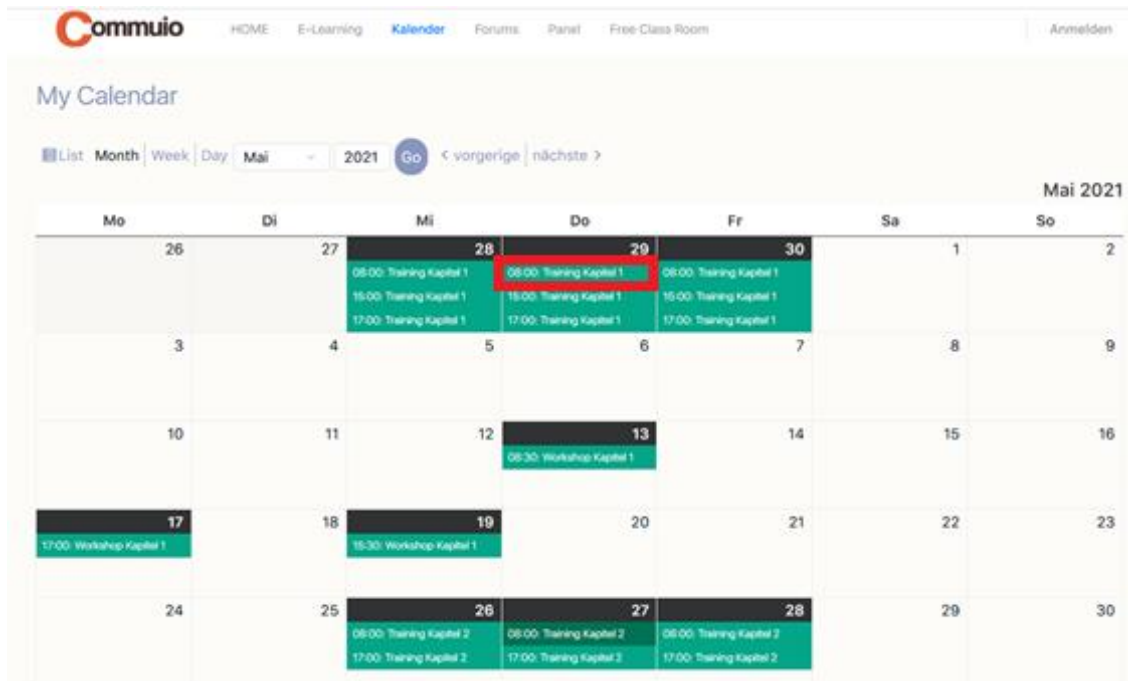 Commuio HOME E-Learning Kalender Forums Panel Free Class Room Anmelden
My Calendar
List Month Week Day Mai 2021 Go < vorgerige nächste >
Mai 2021
Mo Di Mi Do Fr Sa So
26 27 28 29 30 1 2
08:00: Training Kapitel 1 08:00: Training Kapitel 1 08:00: Training Kapitel 1
15:00: Training Kapitel 1 15:00: Training Kapitel 1 15:00: Training Kapitel 1
17:00: Training Kapitel 1 17:00: Training Kapitel 1 17:00: Training Kapitel 1
3 4 5 6 7 8 9
10 11 12 13 14 15 16
08:30: Workshop Kapitel 1
17 18 19 20 21 22 23
17:00: Workshop Kapitel 1 15:30: Workshop Kapitel 1
24 25 26 27 28 29 30
08:00: Training Kapitel 2 08:00: Training Kapitel 2 08:00: Training Kapitel 2
17:00: Training Kapitel 2 17:00: Training Kapitel 2 17:00: Training Kapitel 2